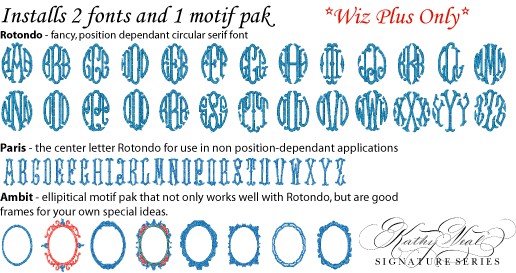 Installs 2 fonts and 1 motif pak *Wiz Plus Only*
Rotondo - fancy, position dependant circular serif font
AAA BBB CCC DDD EEE FFF GGG HHH III JJJ KKK LLL MMM
NNN OOO PPP QQQ RRR SSS TTT UUU VVV WWW XXX YYY ZZZ
Paris - the center letter Rotondo for use in non position-dependant applications
ABCDEFGHIJKLMNOPQRSTUVWXYZ
Ambit - ellipitical motif pak that not only works well with Rotondo, but are good
frames for your own special ideas.
SIGNATURE SERIES